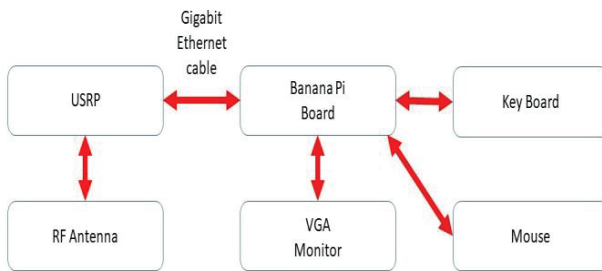 Gigabit
Ethernet
cable
USRP
Banana Pi
Board
Key Board
RF Antenna
VGA
Monitor
Mouse